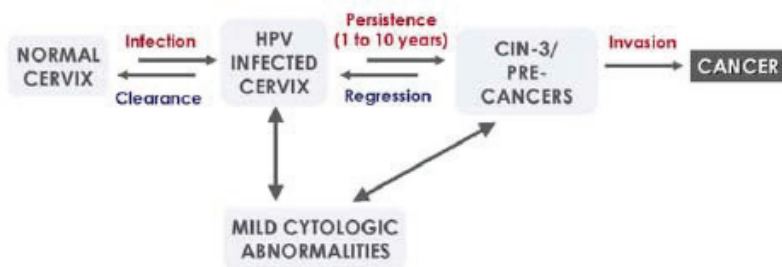 NORMAL
CERVIX
Infection
Clearance
HPV
INFECTED
CERVIX
Persistence
(1 to 10 years)
Regression
CIN-3/
PRE-
CANCERS
Invasion
CANCER
MILD CYTOLOGIC
ABNORMALITIES